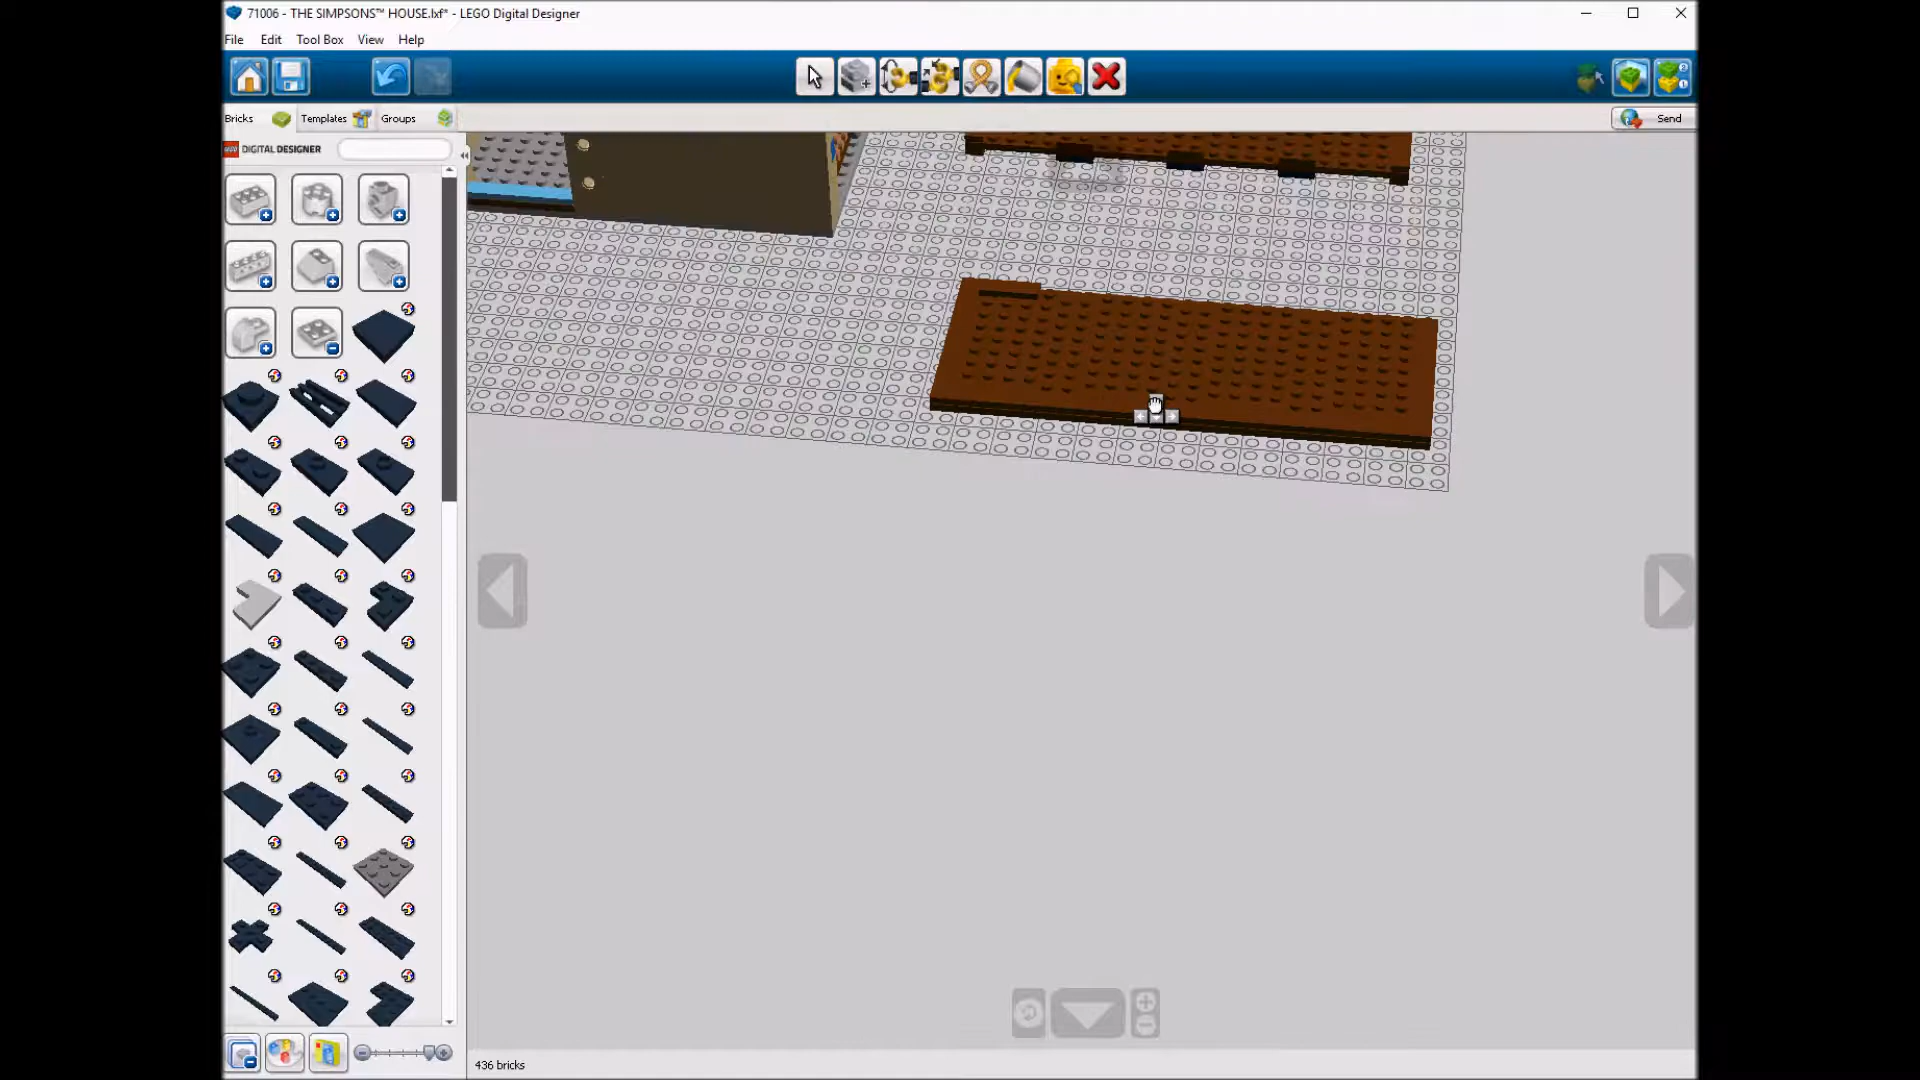 71006 - THE SIMPSONS™ HOUSE.lxf* - LEGO Digital Designer
File Edit Tool Box View Help
Bricks Templates Groups Send
LEGO DIGITAL DESIGNER
436 bricks